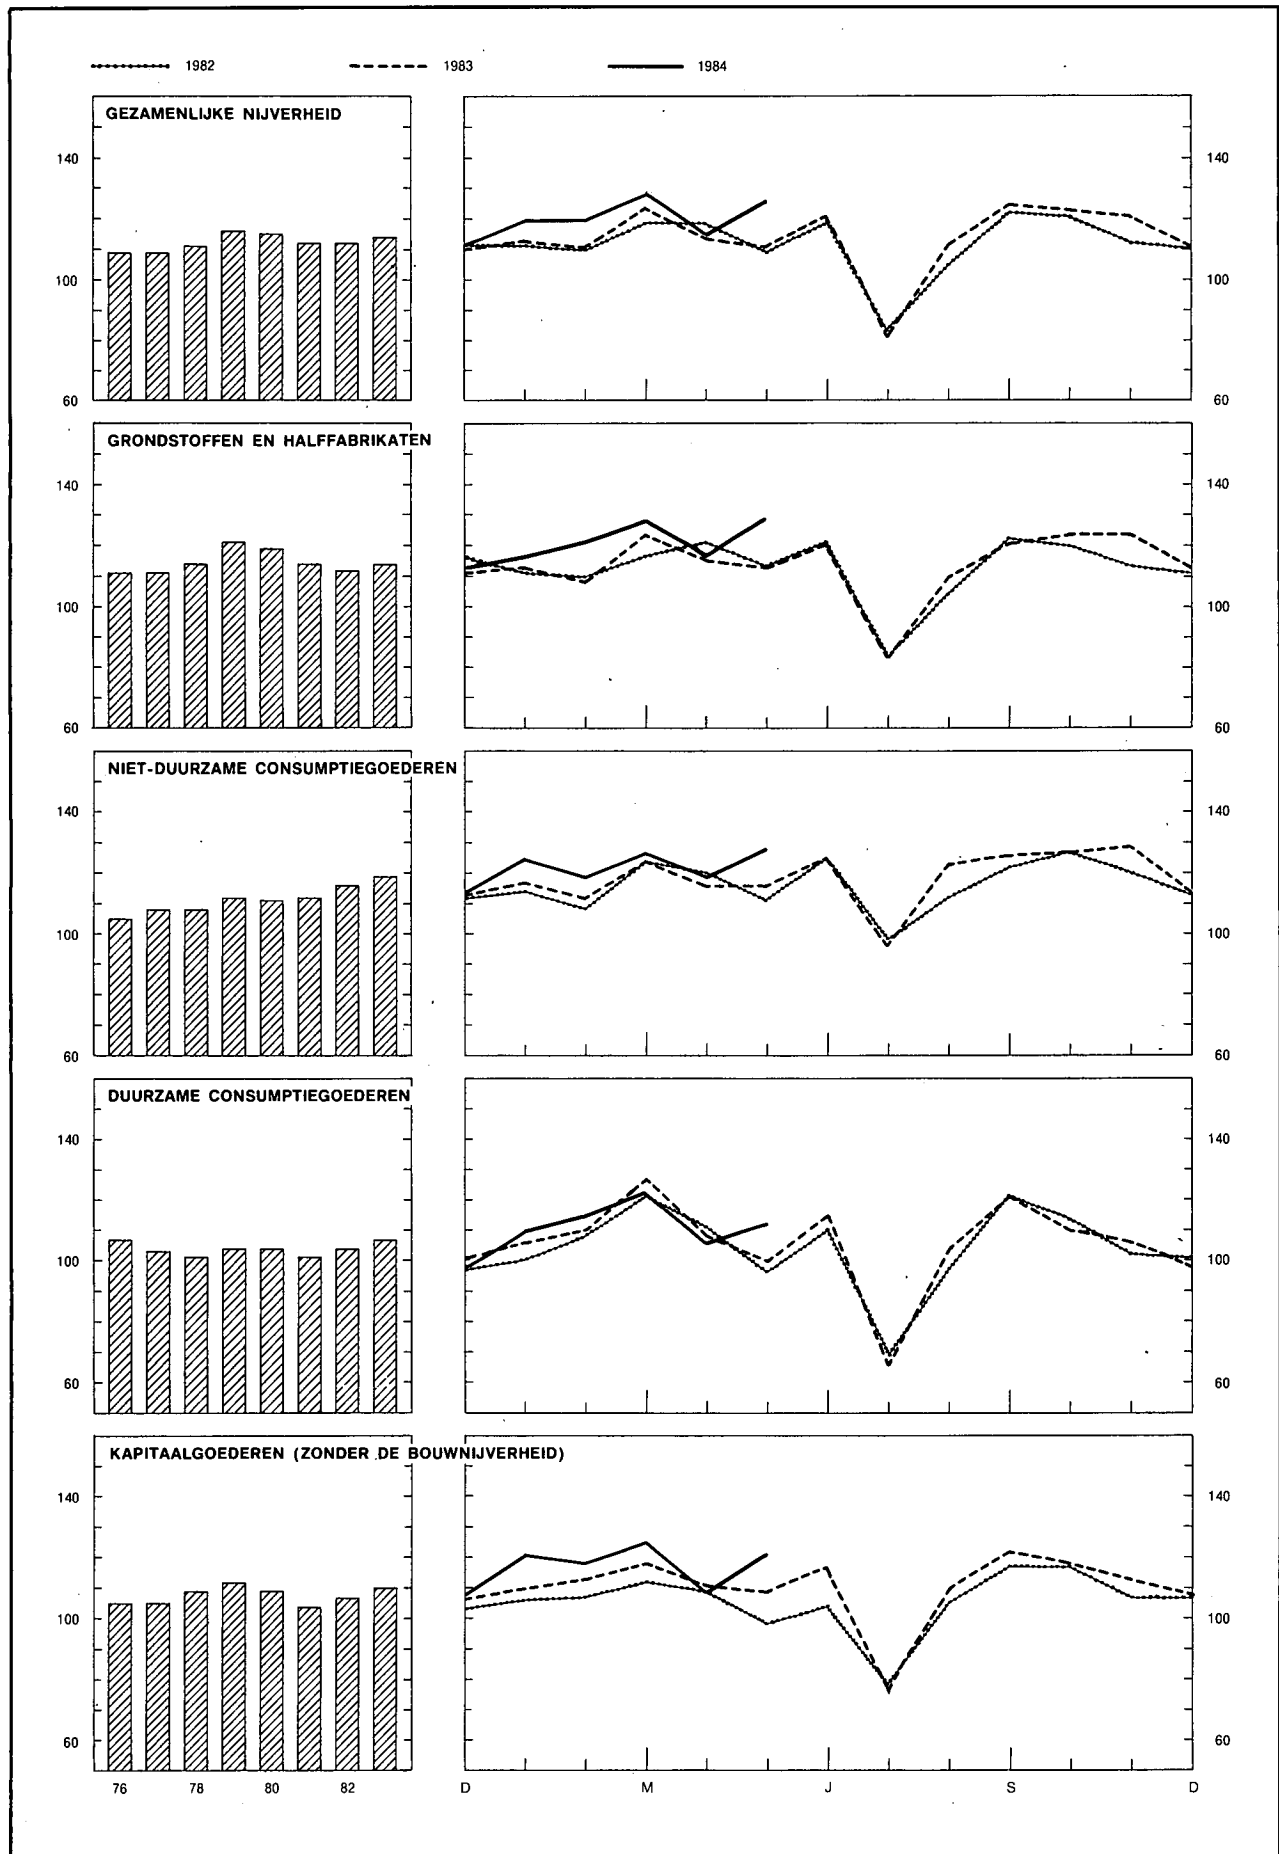 1982 1983 1984
GEZAMENLIJKE NIJVERHEID
140 140
100 100
60 60
GRONDSTOFFEN EN HALFFABRIKATEN
140 140
100 100
60 60
NIET-DUURZAME CONSUMPTIEGOEDEREN
140 140
100 100
60 60
DUURZAME CONSUMPTIEGOEDEREN
140 140
100 100
60 60
KAPITAALGOEDEREN (ZONDER DE BOUWNIJVERHEID)
140 140
100 100
60 60
76 78 80 82 D M J S D